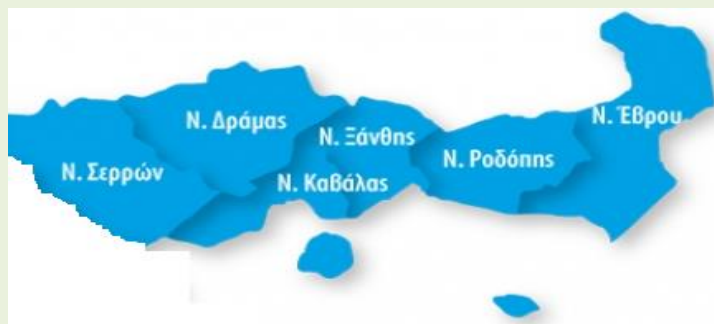 Ν. Έβρου
Ν. Δράμας
Ν. Ξάνθης
Ν. Ροδόπης
Ν. Σερρών
Ν. Καβάλας